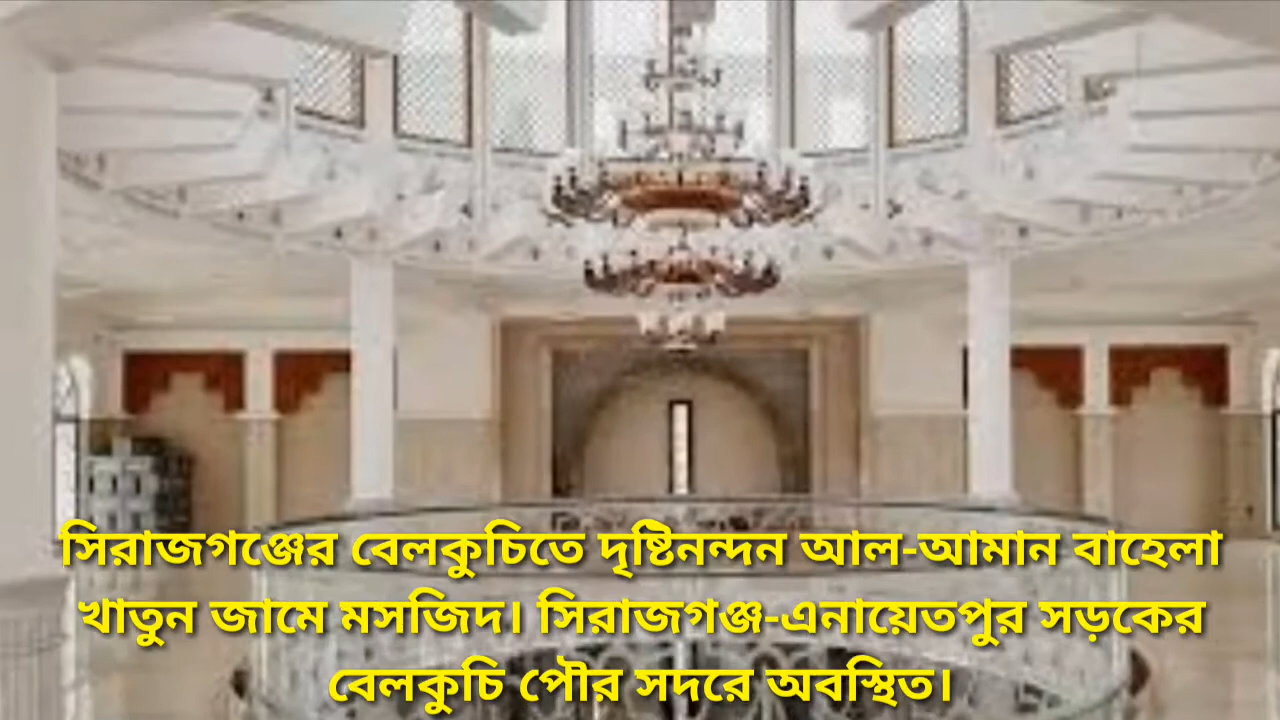 সিরাজগঞ্জের বেলকুচিতে দৃষ্টিনন্দন আল-আমান বাহেলা
খাতুন জামে মসজিদ। সিরাজগঞ্জ-এনায়েতপুর সড়কের
বেলকুচি পৌর সদরে অবস্থিত।